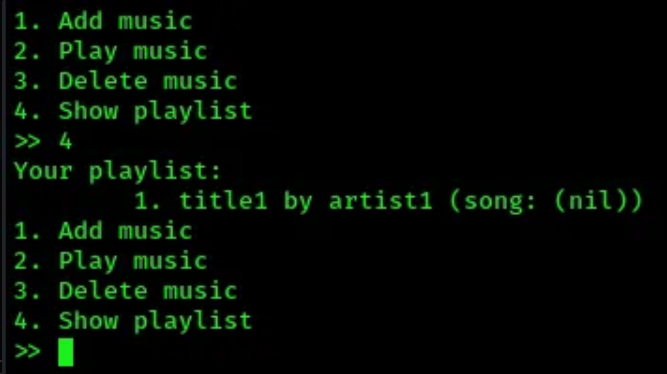 1. Add music
2. Play music
3. Delete music
4. Show playlist
>> 4
Your playlist:
1. title1 by artist1 (song: (nil))
1. Add music
2. Play music
3. Delete music
4. Show playlist
>>